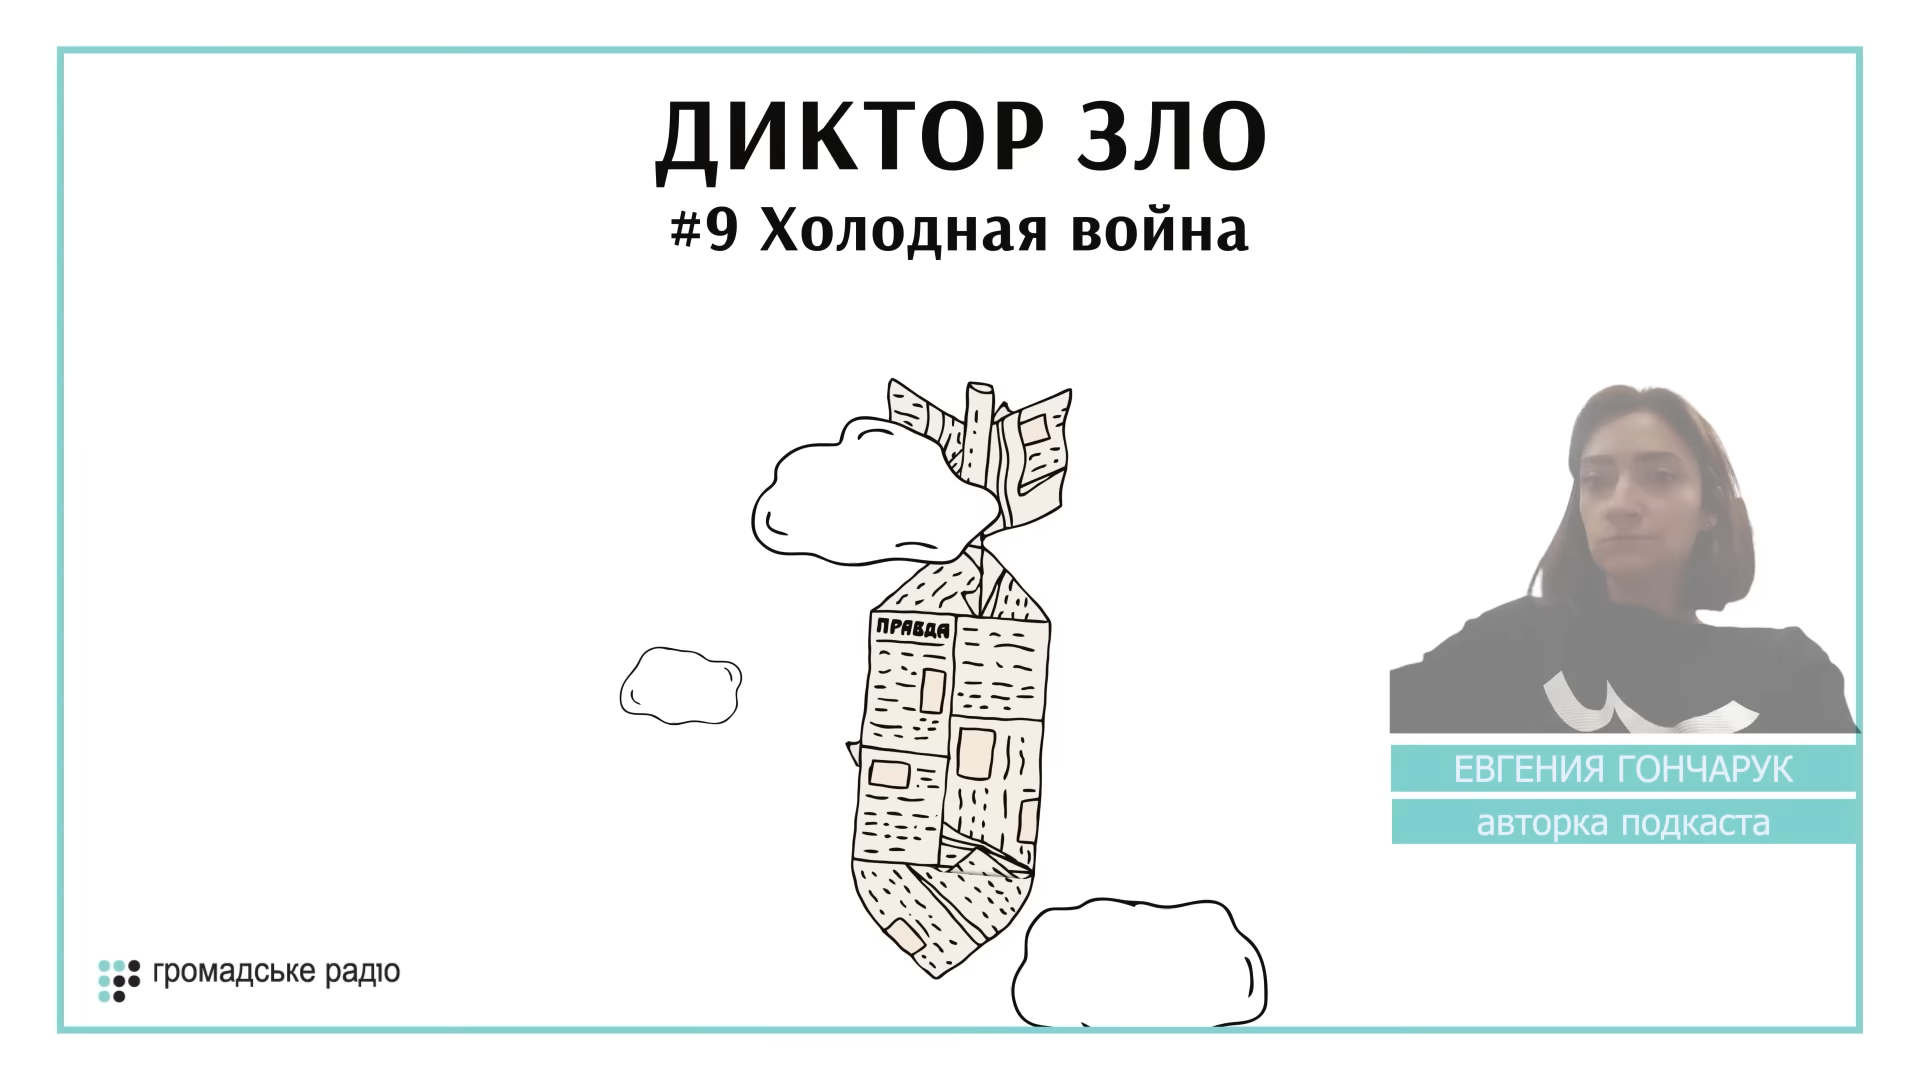 ДИКТОР ЗЛО
#9 Холодная война
ПРАВДА
ЕВГЕНИЯ ГОНЧАРУК
авторка подкаста
громадське радіо